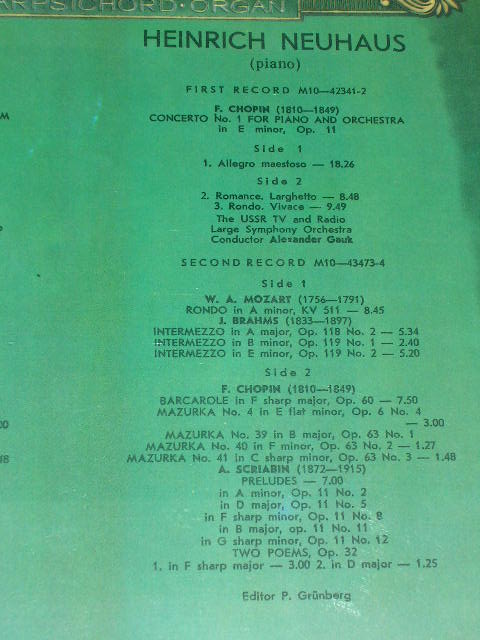 ARPSICHORD·ORGAN
HEINRICH NEUHAUS
(piano)
FIRST RECORD M10—42341-2
F. CHOPIN (1810—1849)
CONCERTO No. 1 FOR PIANO AND ORCHESTRA
in E minor, Op. 11
Side 1
1. Allegro maestoso — 18.26
Side 2
2. Romance. Larghetto — 8.48
3. Rondo. Vivace — 9.49
The USSR TV and Radio
Large Symphony Orchestra
Conductor Alexander Gauk
SECOND RECORD M10—43473-4
Side 1
W. A. MOZART (1756—1791)
RONDO in A minor, KV 511 — 8.45
J. BRAHMS (1833—1897)
INTERMEZZO in A major, Op. 118 No. 2 — 5.34
INTERMEZZO in B minor, Op. 119 No. 1 — 2.40
INTERMEZZO in E minor, Op. 119 No. 2 — 5.20
Side 2
F. CHOPIN (1810—1849)
BARCAROLE in F sharp major, Op. 60 — 7.50
MAZURKA No. 4 in E flat minor, Op. 6 No. 4
— 3.00
MAZURKA No. 39 in B major, Op. 63 No. 1
MAZURKA No. 40 in F minor, Op. 63 No. 2 — 1.27
MAZURKA No. 41 in C sharp minor, Op. 63 No. 3 — 1.48
A. SCRIABIN (1872—1915)
PRELUDES — 7.00
in A minor, Op. 11 No. 2
in D major, Op. 11 No. 5
in F sharp minor, Op. 11 No. 8
in B major, op. 11 No. 11
in G sharp minor, Op. 11 No. 12
TWO POEMS, Op. 32
1. in F sharp major — 3.00 2. in D major — 1.25
Editor P. Grünberg